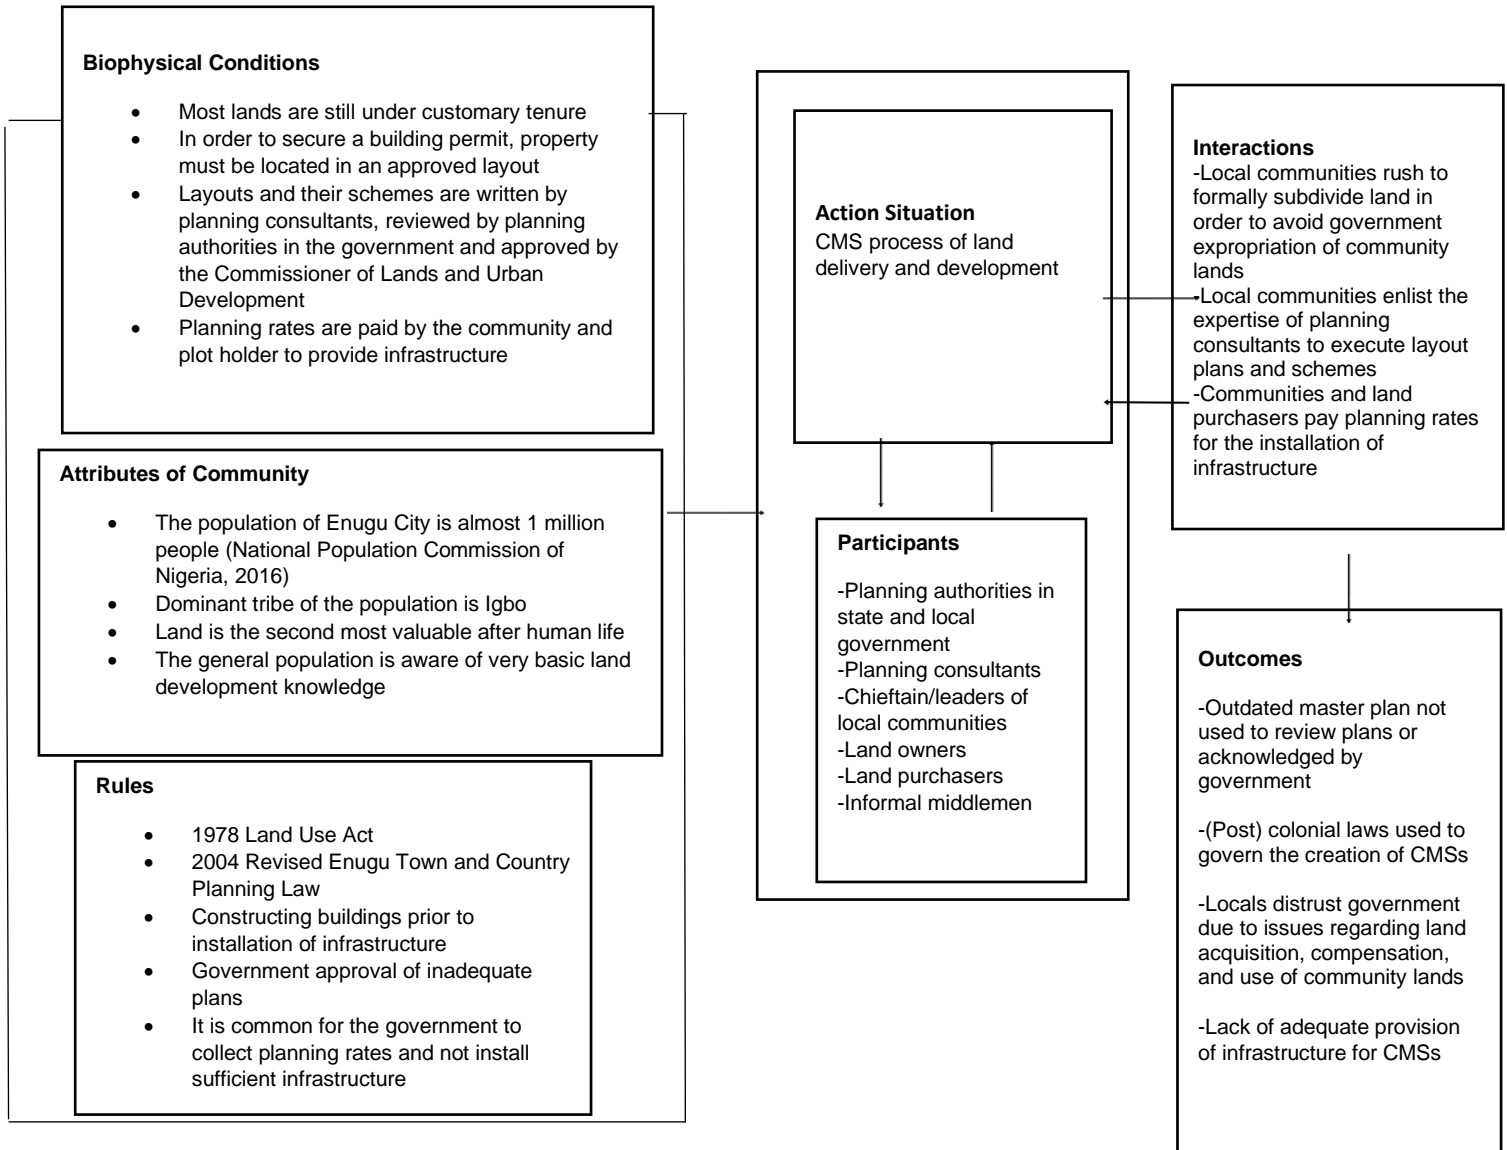 Biophysical Conditions
• Most lands are still under customary tenure
• In order to secure a building permit, property
must be located in an approved layout
• Layouts and their schemes are written by
planning consultants, reviewed by planning
authorities in the government and approved by
the Commissioner of Lands and Urban
Development
• Planning rates are paid by the community and
plot holder to provide infrastructure
Attributes of Community
• The population of Enugu City is almost 1 million
people (National Population Commission of
Nigeria, 2016)
• Dominant tribe of the population is Igbo
• Land is the second most valuable after human life
• The general population is aware of very basic land
development knowledge
Rules
• 1978 Land Use Act
• 2004 Revised Enugu Town and Country
Planning Law
• Constructing buildings prior to
installation of infrastructure
• Government approval of inadequate
plans
• It is common for the government to
collect planning rates and not install
sufficient infrastructure
Action Situation
CMS process of land
delivery and development
Participants
-Planning authorities in
state and local
government
-Planning consultants
-Chieftain/leaders of
local communities
-Land owners
-Land purchasers
-Informal middlemen
Interactions
-Local communities rush to
formally subdivide land in
order to avoid government
expropriation of community
lands
-Local communities enlist the
expertise of planning
consultants to execute layout
plans and schemes
-Communities and land
purchasers pay planning rates
for the installation of
infrastructure
Outcomes
-Outdated master plan not
used to review plans or
acknowledged by
government
-(Post) colonial laws used to
govern the creation of CMSs
-Locals distrust government
due to issues regarding land
acquisition, compensation,
and use of community lands
-Lack of adequate provision
of infrastructure for CMSs